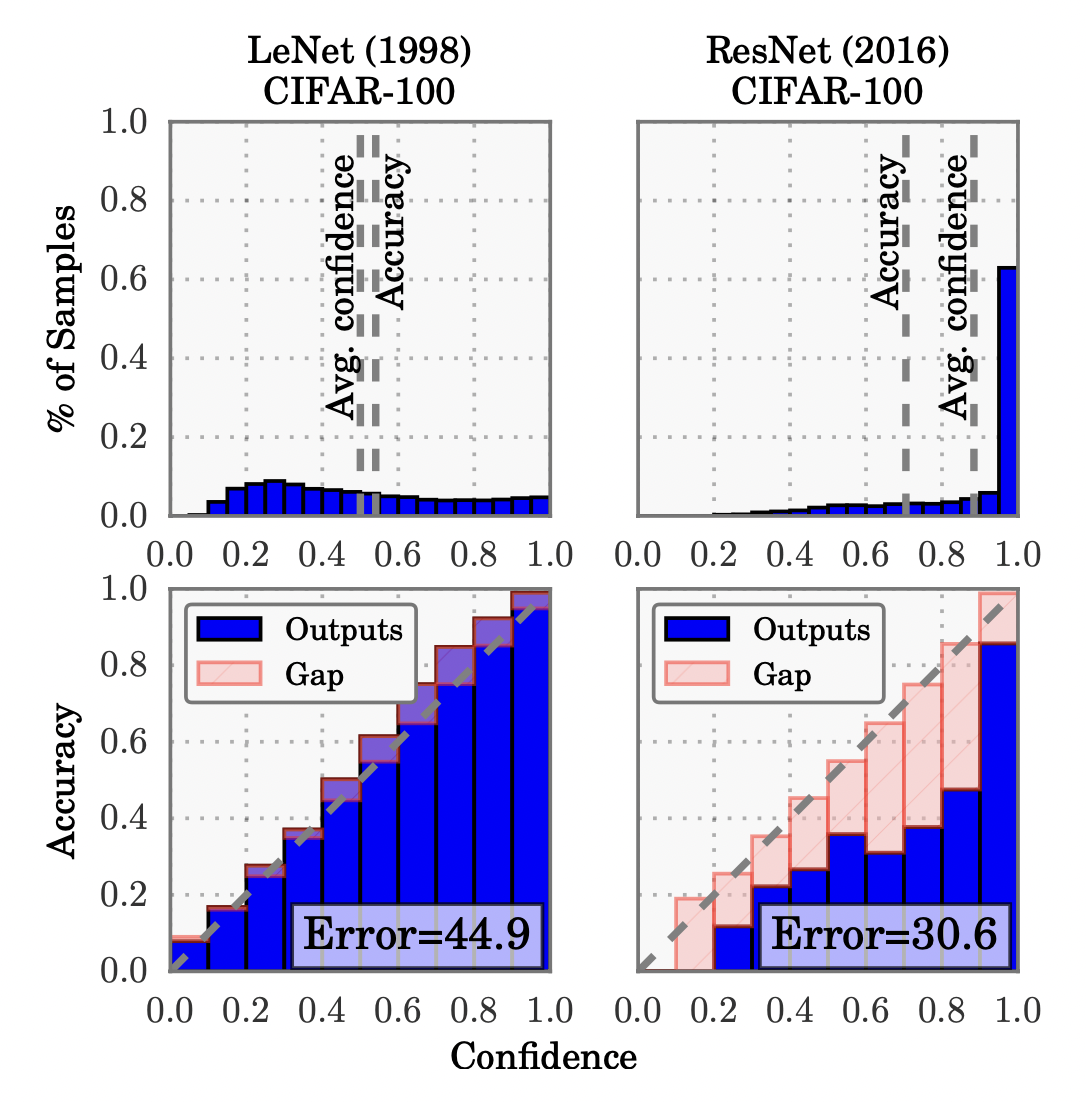 LeNet (1998)
CIFAR-100
ResNet (2016)
CIFAR-100
% of Samples
1.0
0.8
0.6
0.4
0.2
0.0
Avg. confidence
Accuracy
Accuracy
Avg. confidence
0.0 0.2 0.4 0.6 0.8 1.0
0.0 0.2 0.4 0.6 0.8 1.0
Accuracy
1.0
0.8
0.6
0.4
0.2
0.0
Outputs
Gap
Error=44.9
Outputs
Gap
Error=30.6
0.0 0.2 0.4 0.6 0.8 1.0
0.0 0.2 0.4 0.6 0.8 1.0
Confidence